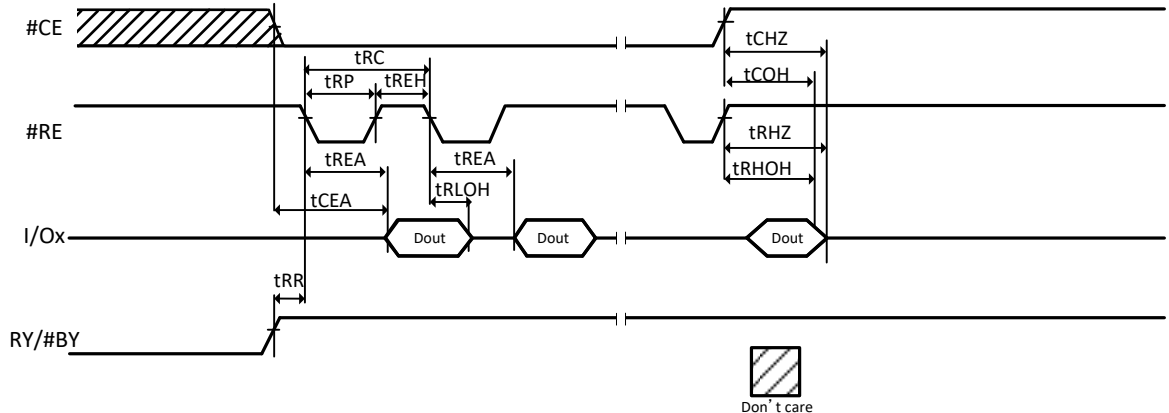 #CE
tCHZ
tRC
tCOH
tRP
tREH
#RE
tRHZ
tREA
tREA
tRHOH
tRLOH
tCEA
I/Ox
Dout
Dout
Dout
tRR
RY/#BY
Don't care